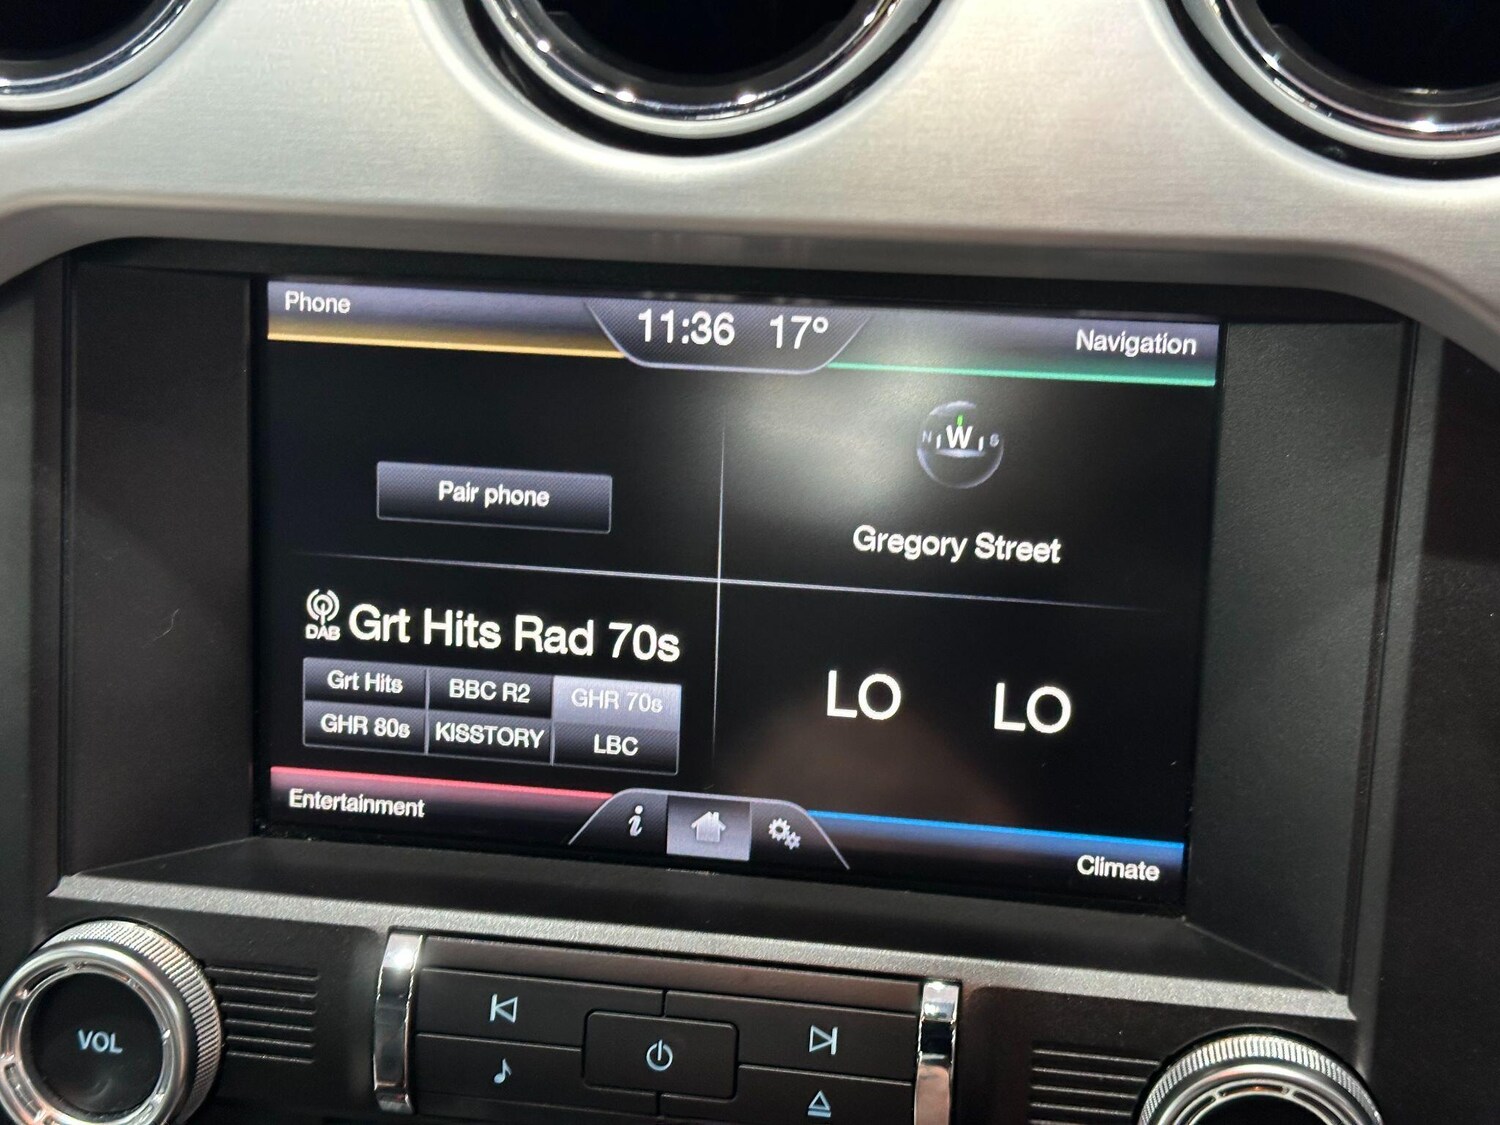 Phone
11:36 17°
Navigation
Pair phone
N W S
Gregory Street
DAB
Grt Hits Rad 70s
Grt Hits BBC R2 GHR 70s
GHR 80s KISSTORY LBC
LO LO
Entertainment
i
Climate
VOL